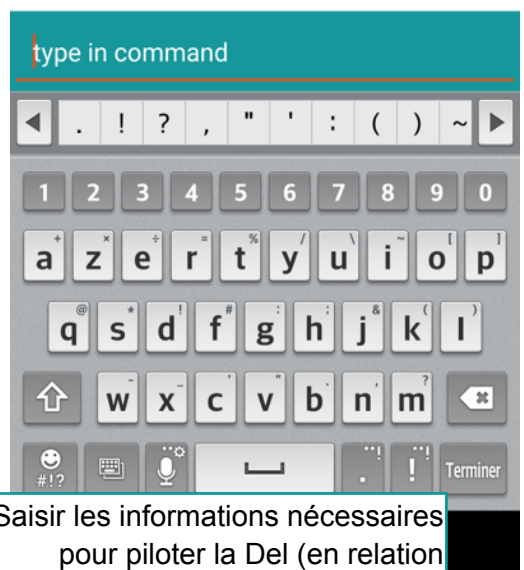 type in command
. ! ? , " ' : ( ) ~
1 2 3 4 5 6 7 8 9 0
a + z × e ÷ r = t % y / u \ i ~ o [ p ]
q @ s * d ! f # g : h ; j & k ( l )
w - x _ c ' v " b · n , m ?
#!? . ! Terminer
Saisir les informations nécessaires
pour piloter la Del (en relation